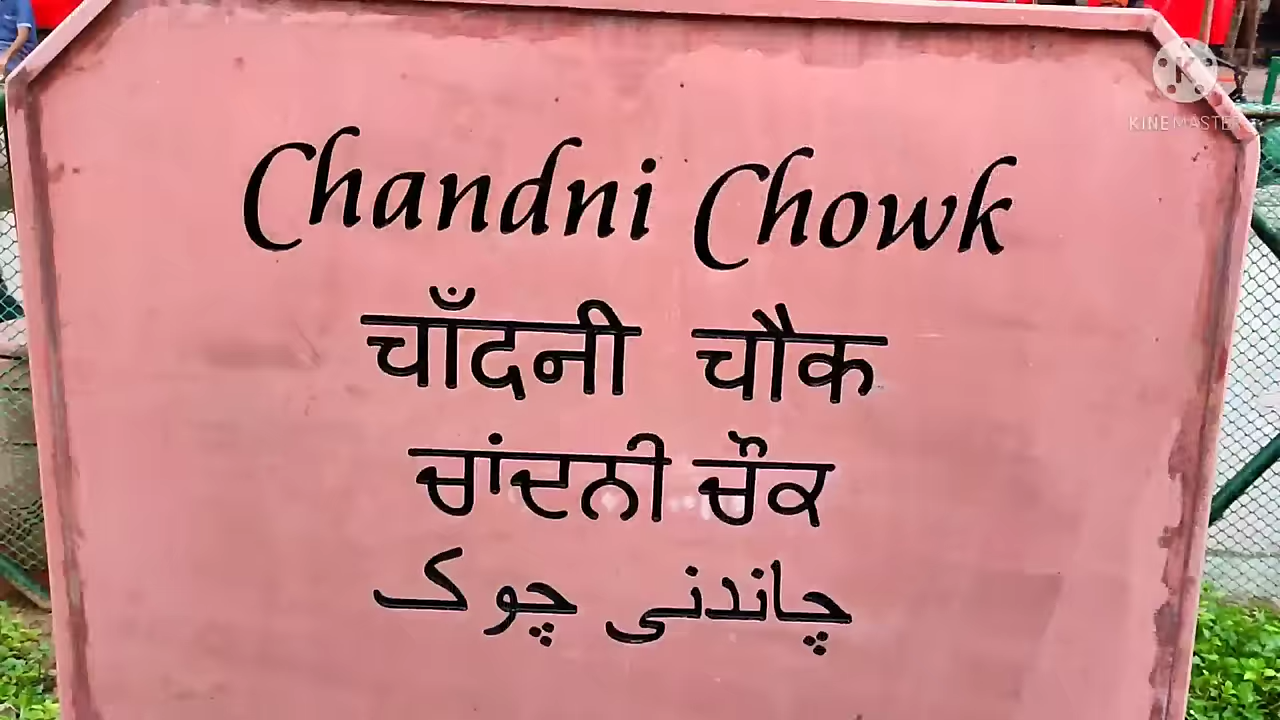 Chandni Chowk
चाँदनी चौक
ਚਾਂਦਨੀ ਚੌਕ
چاندنی چوک
KINEMASTER